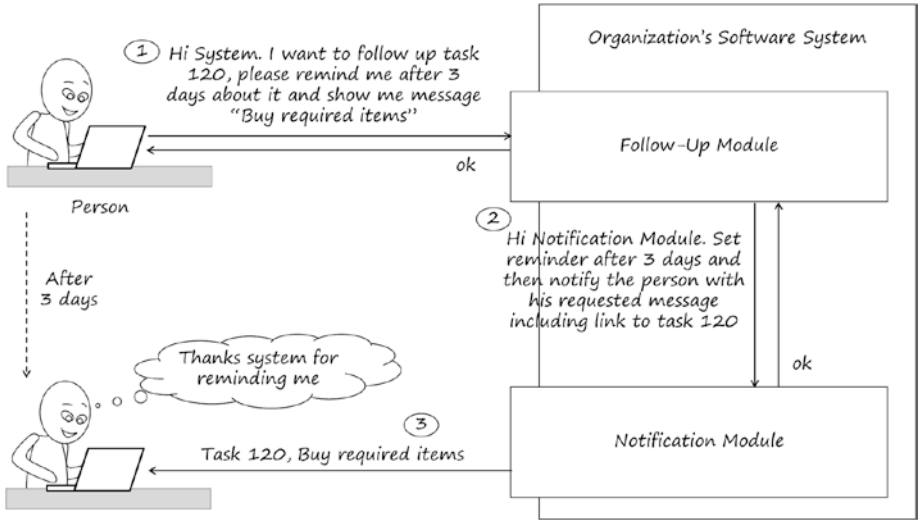 Organization's Software System
1
Hi System. I want to follow up task
120, please remind me after 3
days about it and show me message
"Buy required items"
ok
Follow-Up Module
Person
2
Hi Notification Module. Set
reminder after 3 days and
then notify the person with
his requested message
including link to task 120
ok
After
3 days
Thanks system for
reminding me
3
Task 120, Buy required items
Notification Module